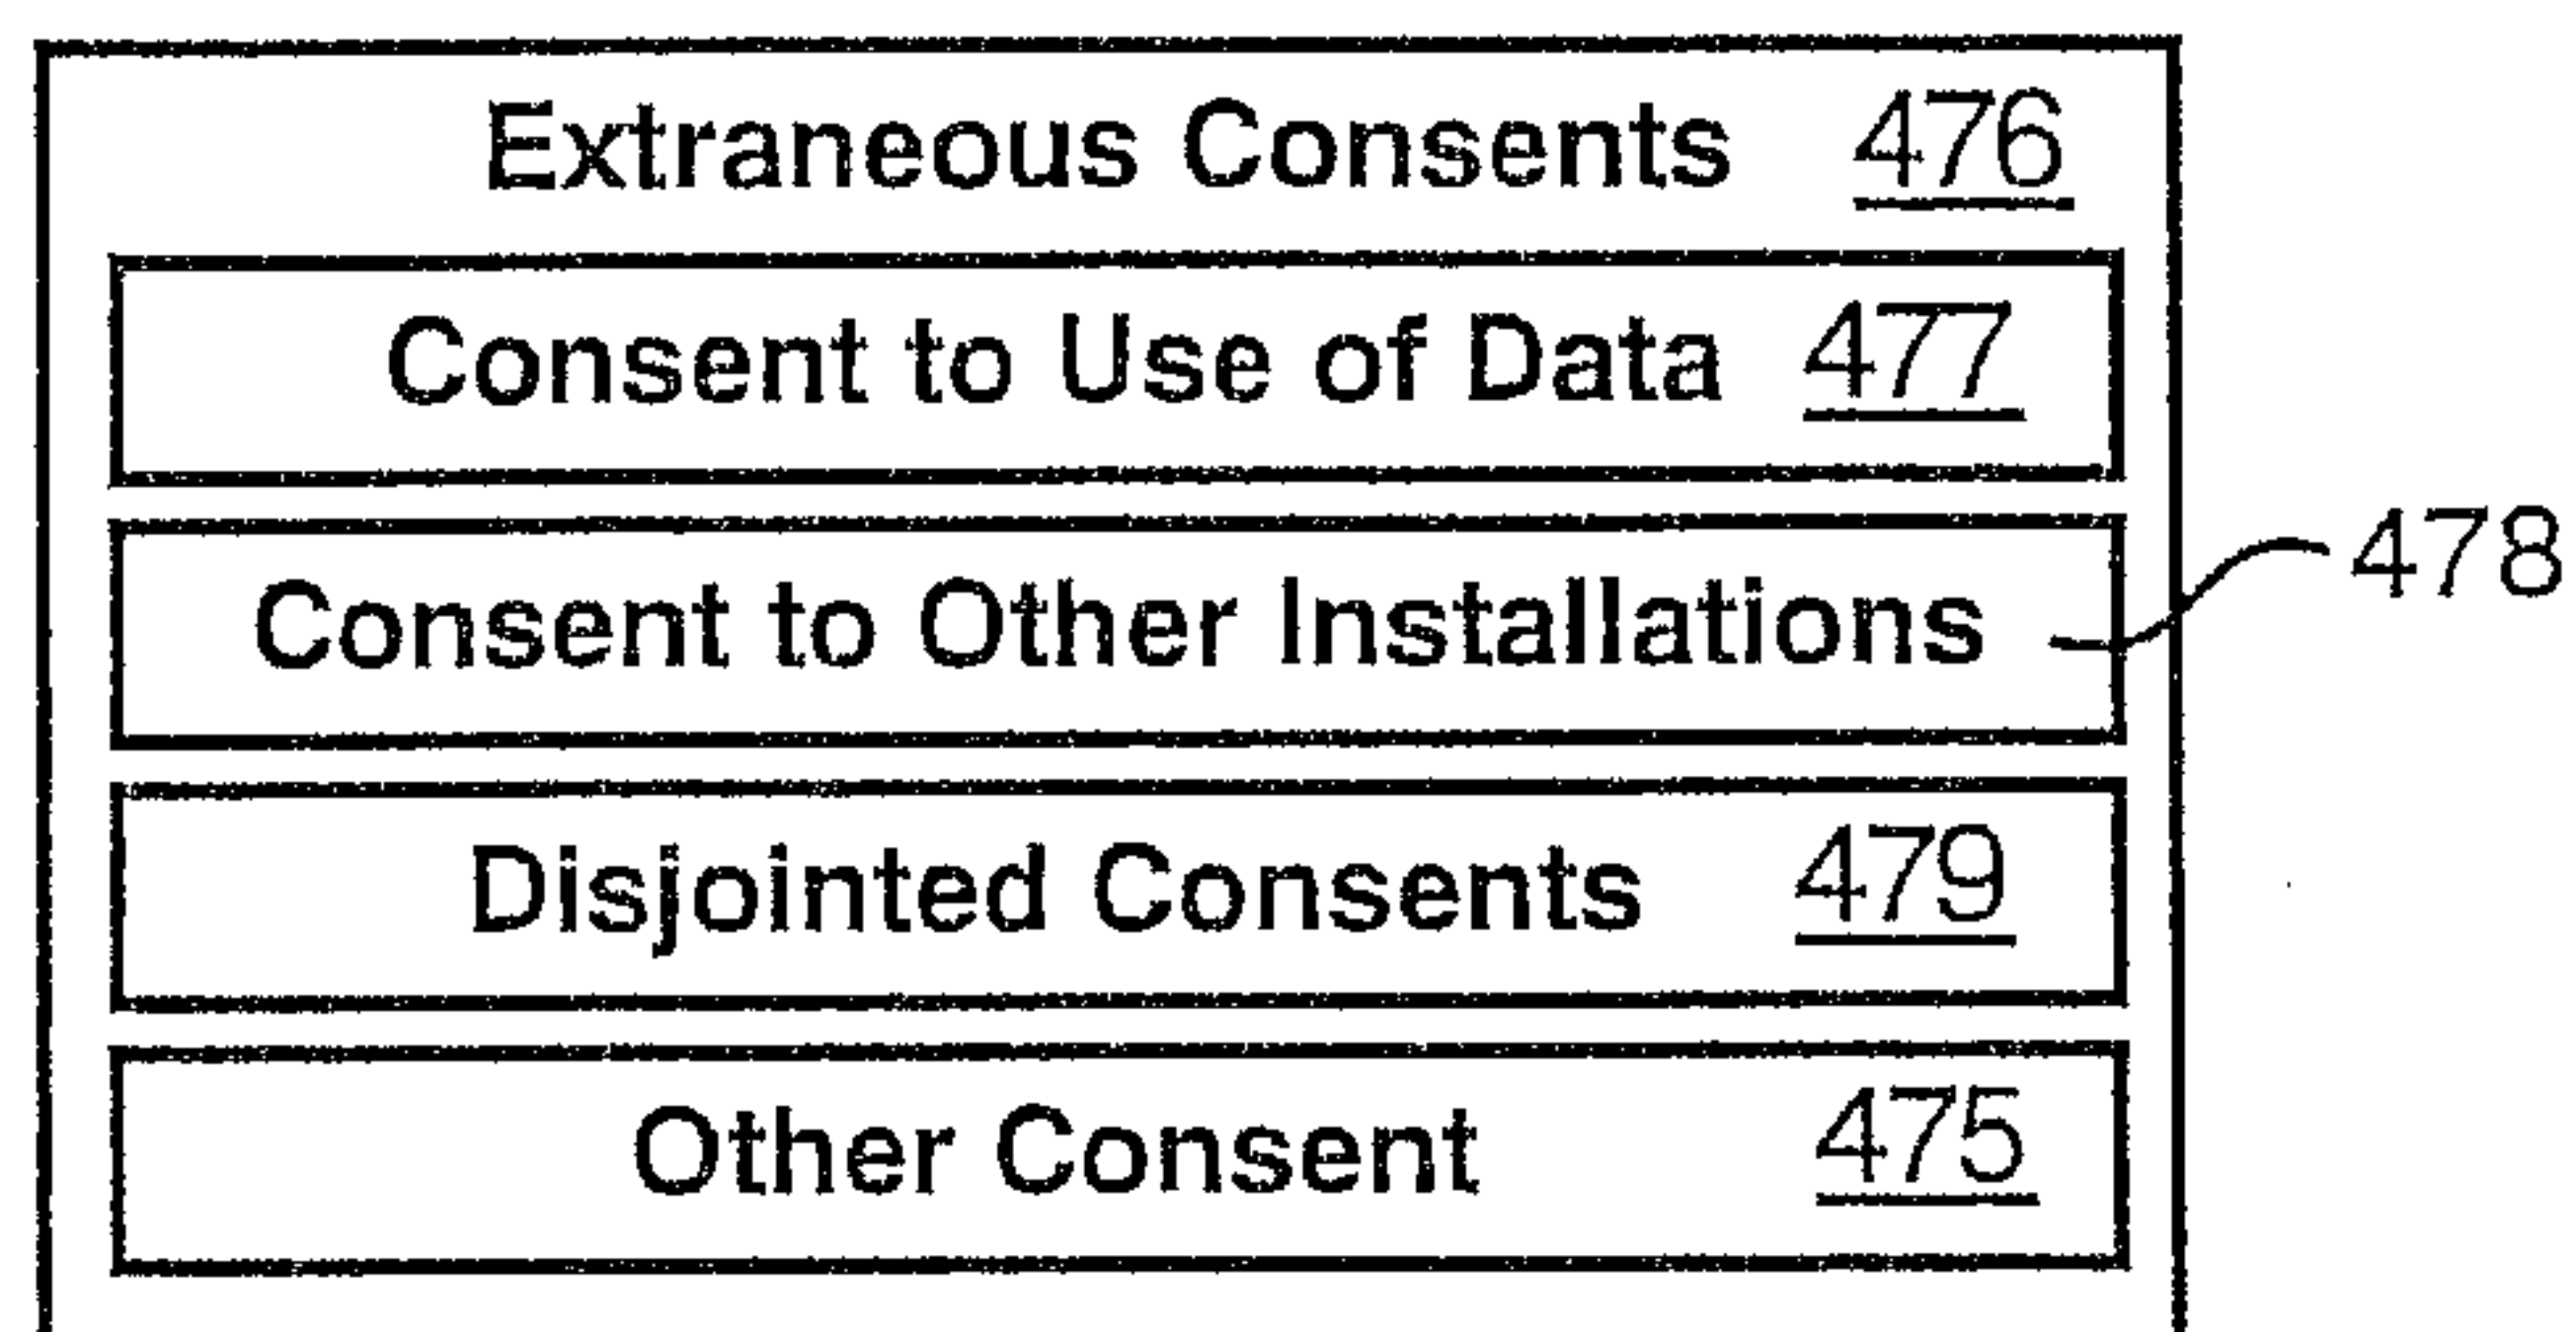 Extraneous Consents 476
Consent to Use of Data 477
Consent to Other Installations 478
Disjointed Consents 479
Other Consent 475